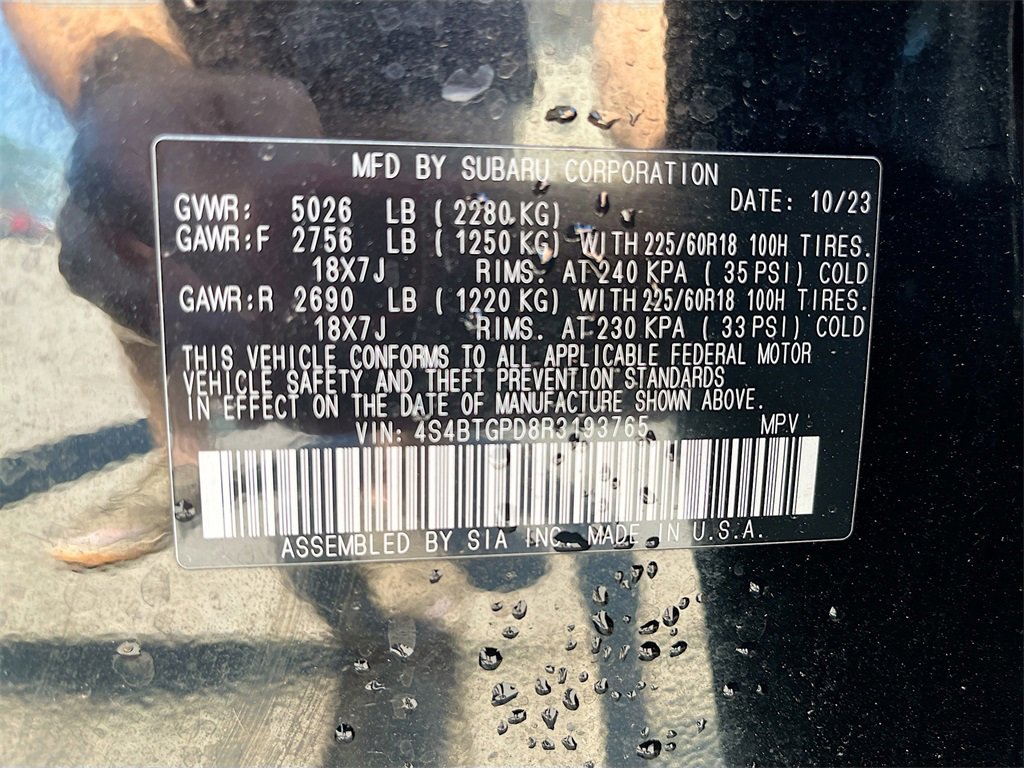 MFD BY SUBARU CORPORATION
DATE: 10/23
GVWR: 5026 LB ( 2280 KG)
GAWR:F 2756 LB ( 1250 KG) WITH 225/60R18 100H TIRES.
18X7J RIMS. AT 240 KPA ( 35 PSI) COLD
GAWR:R 2690 LB ( 1220 KG) WITH 225/60R18 100H TIRES.
18X7J RIMS. AT 230 KPA ( 33 PSI) COLD
THIS VEHICLE CONFORMS TO ALL APPLICABLE FEDERAL MOTOR
VEHICLE SAFETY AND THEFT PREVENTION STANDARDS
IN EFFECT ON THE DATE OF MANUFACTURE SHOWN ABOVE.
VIN: 4S4BTGPD8R3193765 MPV
ASSEMBLED BY SIA INC. MADE IN U.S.A.